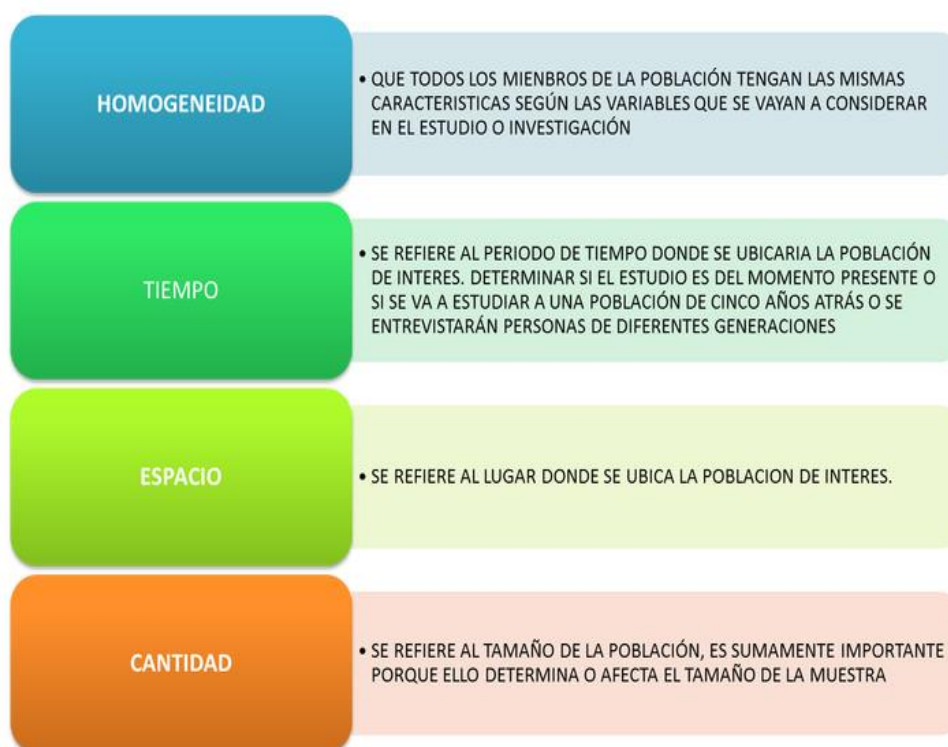 HOMOGENEIDAD
• QUE TODOS LOS MIENBROS DE LA POBLACIÓN TENGAN LAS MISMAS
CARACTERISTICAS SEGÚN LAS VARIABLES QUE SE VAYAN A CONSIDERAR
EN EL ESTUDIO O INVESTIGACIÓN
TIEMPO
• SE REFIERE AL PERIODO DE TIEMPO DONDE SE UBICARIA LA POBLACIÓN
DE INTERES. DETERMINAR SI EL ESTUDIO ES DEL MOMENTO PRESENTE O
SI SE VA A ESTUDIAR A UNA POBLACIÓN DE CINCO AÑOS ATRÁS O SE
ENTREVISTARÁN PERSONAS DE DIFERENTES GENERACIONES
ESPACIO
• SE REFIERE AL LUGAR DONDE SE UBICA LA POBLACION DE INTERES.
CANTIDAD
• SE REFIERE AL TAMAÑO DE LA POBLACIÓN, ES SUMAMENTE IMPORTANTE
PORQUE ELLO DETERMINA O AFECTA EL TAMAÑO DE LA MUESTRA